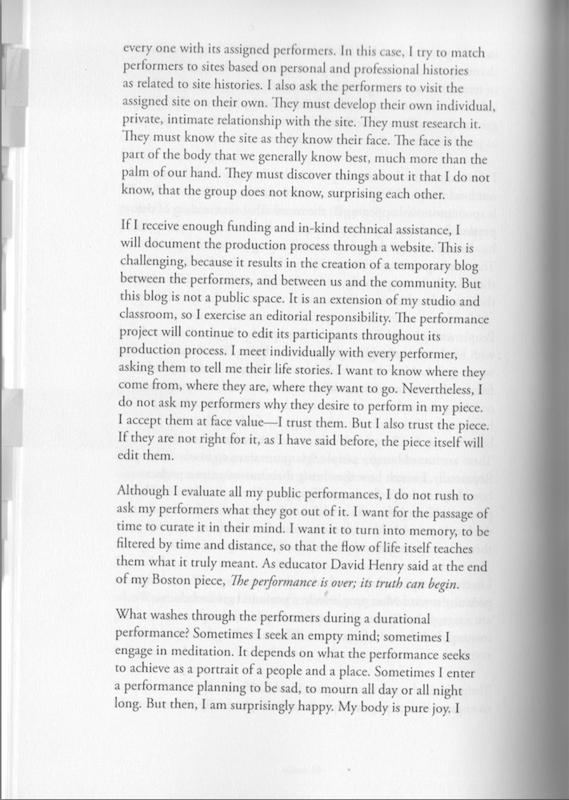 every one with its assigned performers. In this case, I try to match
performers to sites based on personal and professional histories
as related to site histories. I also ask the performers to visit the
assigned site on their own. They must develop their own individual,
private, intimate relationship with the site. They must research it.
They must know the site as they know their face. The face is the
part of the body that we generally know best, much more than the
palm of our hand. They must discover things about it that I do not
know, that the group does not know, surprising each other.
If I receive enough funding and in-kind technical assistance, I
will document the production process through a website. This is
challenging, because it results in the creation of a temporary blog
between the performers, and between us and the community. But
this blog is not a public space. It is an extension of my studio and
classroom, so I exercise an editorial responsibility. The performance
project will continue to edit its participants throughout its
production process. I meet individually with every performer,
asking them to tell me their life stories. I want to know where they
come from, where they are, where they want to go. Nevertheless, I
do not ask my performers why they desire to perform in my piece.
I accept them at face value—I trust them. But I also trust the piece.
If they are not right for it, as I have said before, the piece itself will
edit them.
Although I evaluate all my public performances, I do not rush to
ask my performers what they got out of it. I want for the passage of
time to curate it in their mind. I want it to turn into memory, to be
filtered by time and distance, so that the flow of life itself teaches
them what it truly meant. As educator David Henry said at the end
of my Boston piece, The performance is over; its truth can begin.
What washes through the performers during a durational
performance? Sometimes I seek an empty mind; sometimes I
engage in meditation. It depends on what the performance seeks
to achieve as a portrait of a people and a place. Sometimes I enter
a performance planning to be sad, to mourn all day or all night
long. But then, I am surprisingly happy. My body is pure joy. I